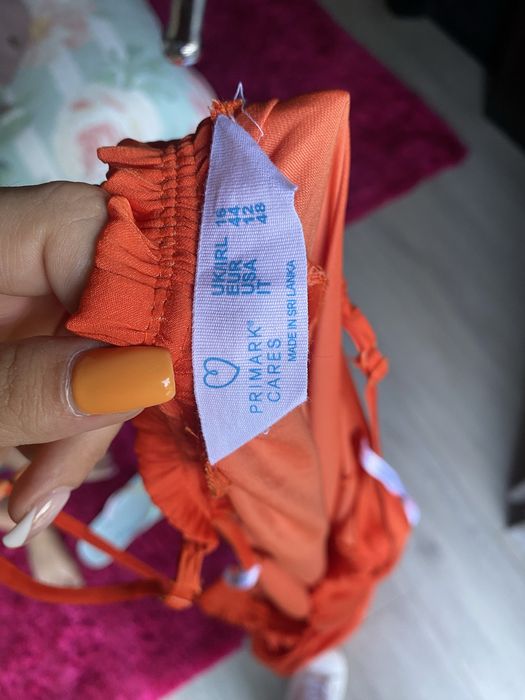 UK\IRL 16
EUR 44
USA 12
IT 48
PRIMARK®
CARES
MADE IN SRI LANKA